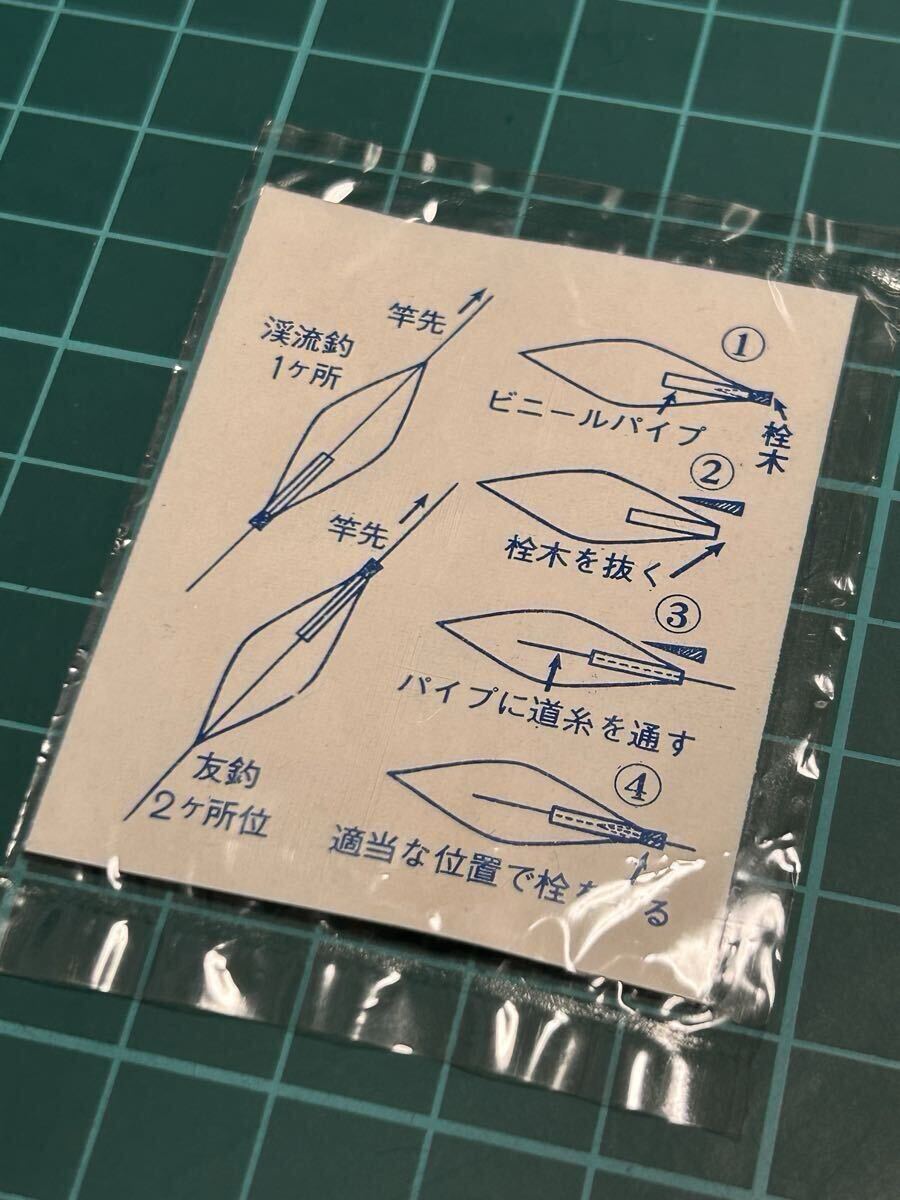 竿先
渓流釣
1ヶ所
竿先
友釣
2ヶ所位
①
ビニールパイプ
栓木
②
栓木を抜く
③
パイプに道糸を通す
④
適当な位置で栓を る